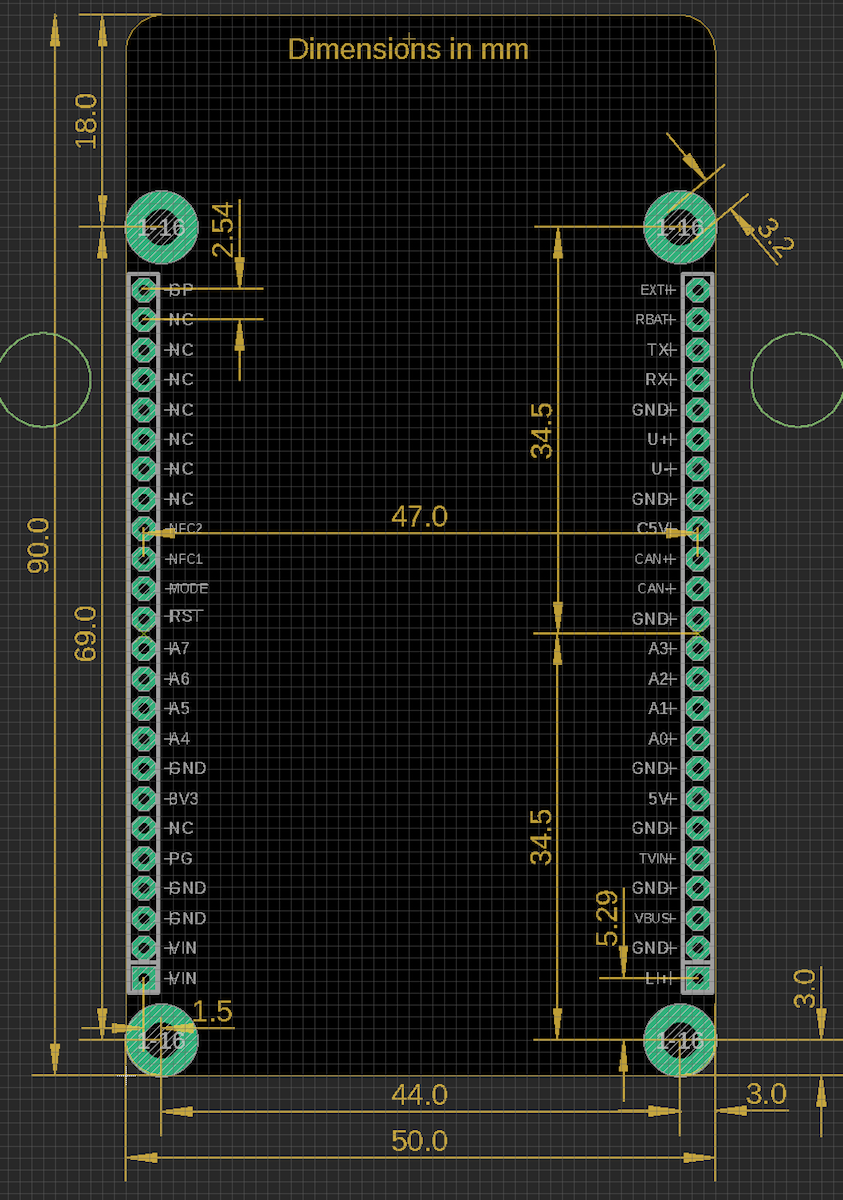 Dimensions in mm
18.0
3.2
1-16
1-16
2.54
GP
EXTI
NC
RBAT
NC
TX
NC
RX
NC
GND
NC
U+
NC
U-
NC
GND
34.5
NFC2
C5V
47.0
NFC1
CAN+
90.0
MODE
CAN-
RST
GND
69.0
A7
A3
A6
A2
A5
A1
A4
A0
GND
GND
3V3
5V
NC
GND
34.5
PG
TVIN
GND
GND
GND
VBUS
5.29
VIN
GND
VIN
LI+
3.0
1.5
1-16
1-16
44.0
3.0
50.0